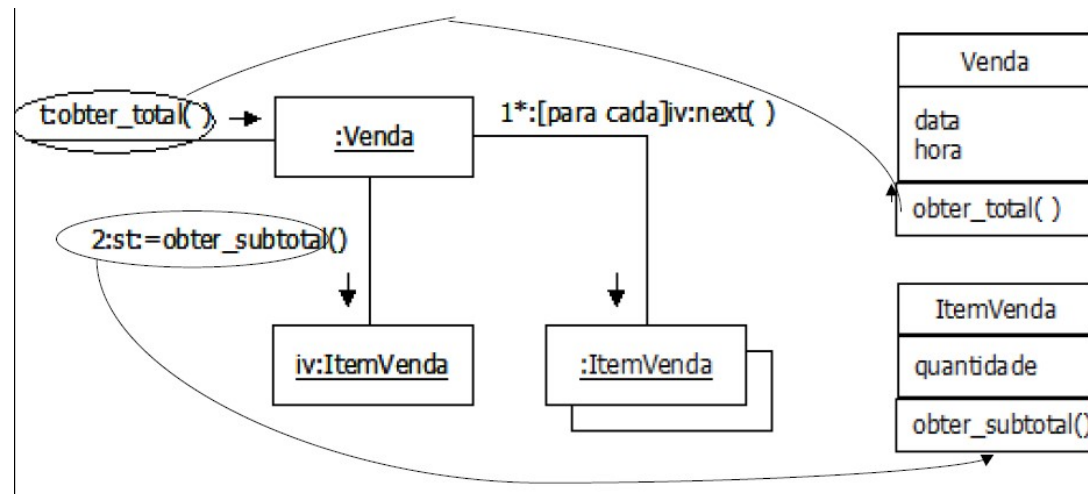 t:obter_total( )
:Venda
1*:[para cada]iv:next( )
2:st:=obter_subtotal()
iv:ItemVenda
:ItemVenda
Venda
data
hora
obter_total( )
ItemVenda
quantidade
obter_subtotal()